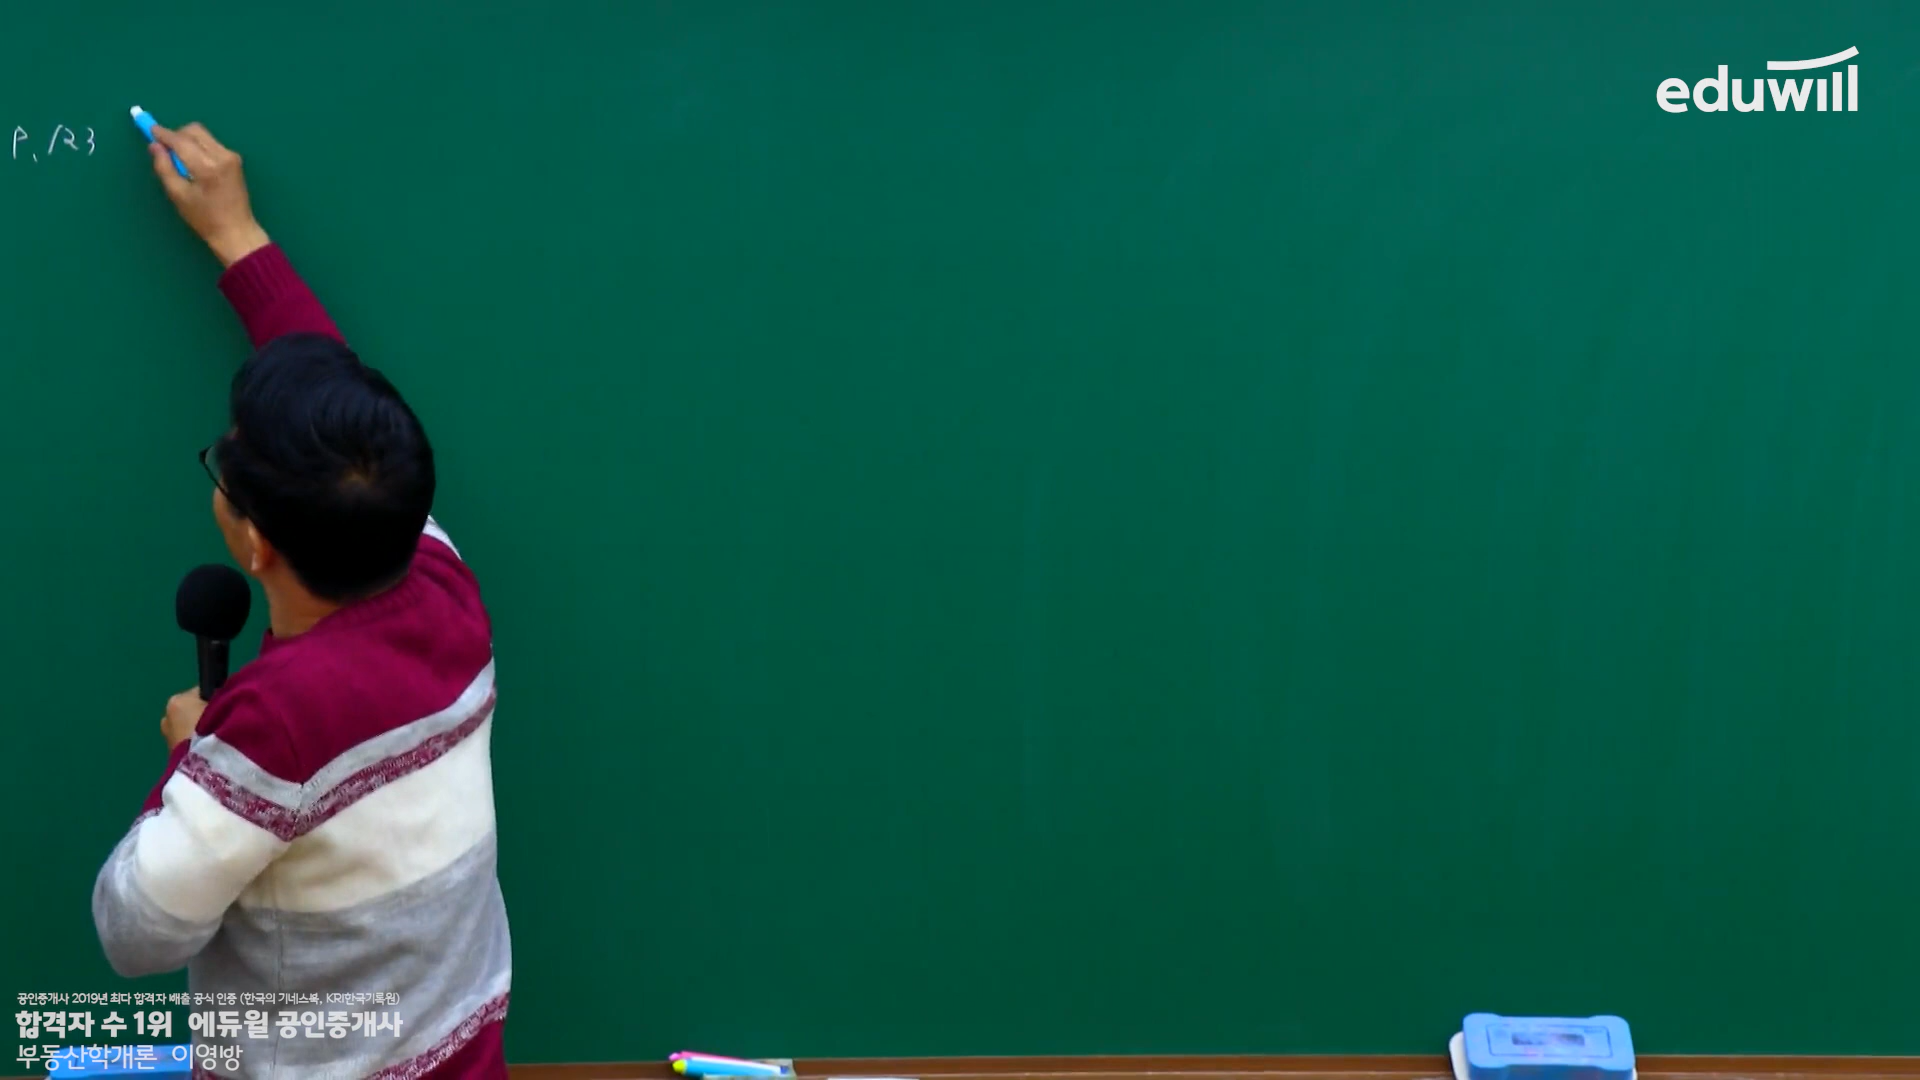 eduwill
P. 123
공인중개사 2019년 최다 합격자 배출 공식 인증 (한국의 기네스북, KRI한국기록원)
합격자 수 1위 에듀윌 공인중개사
부동산학개론 이영방